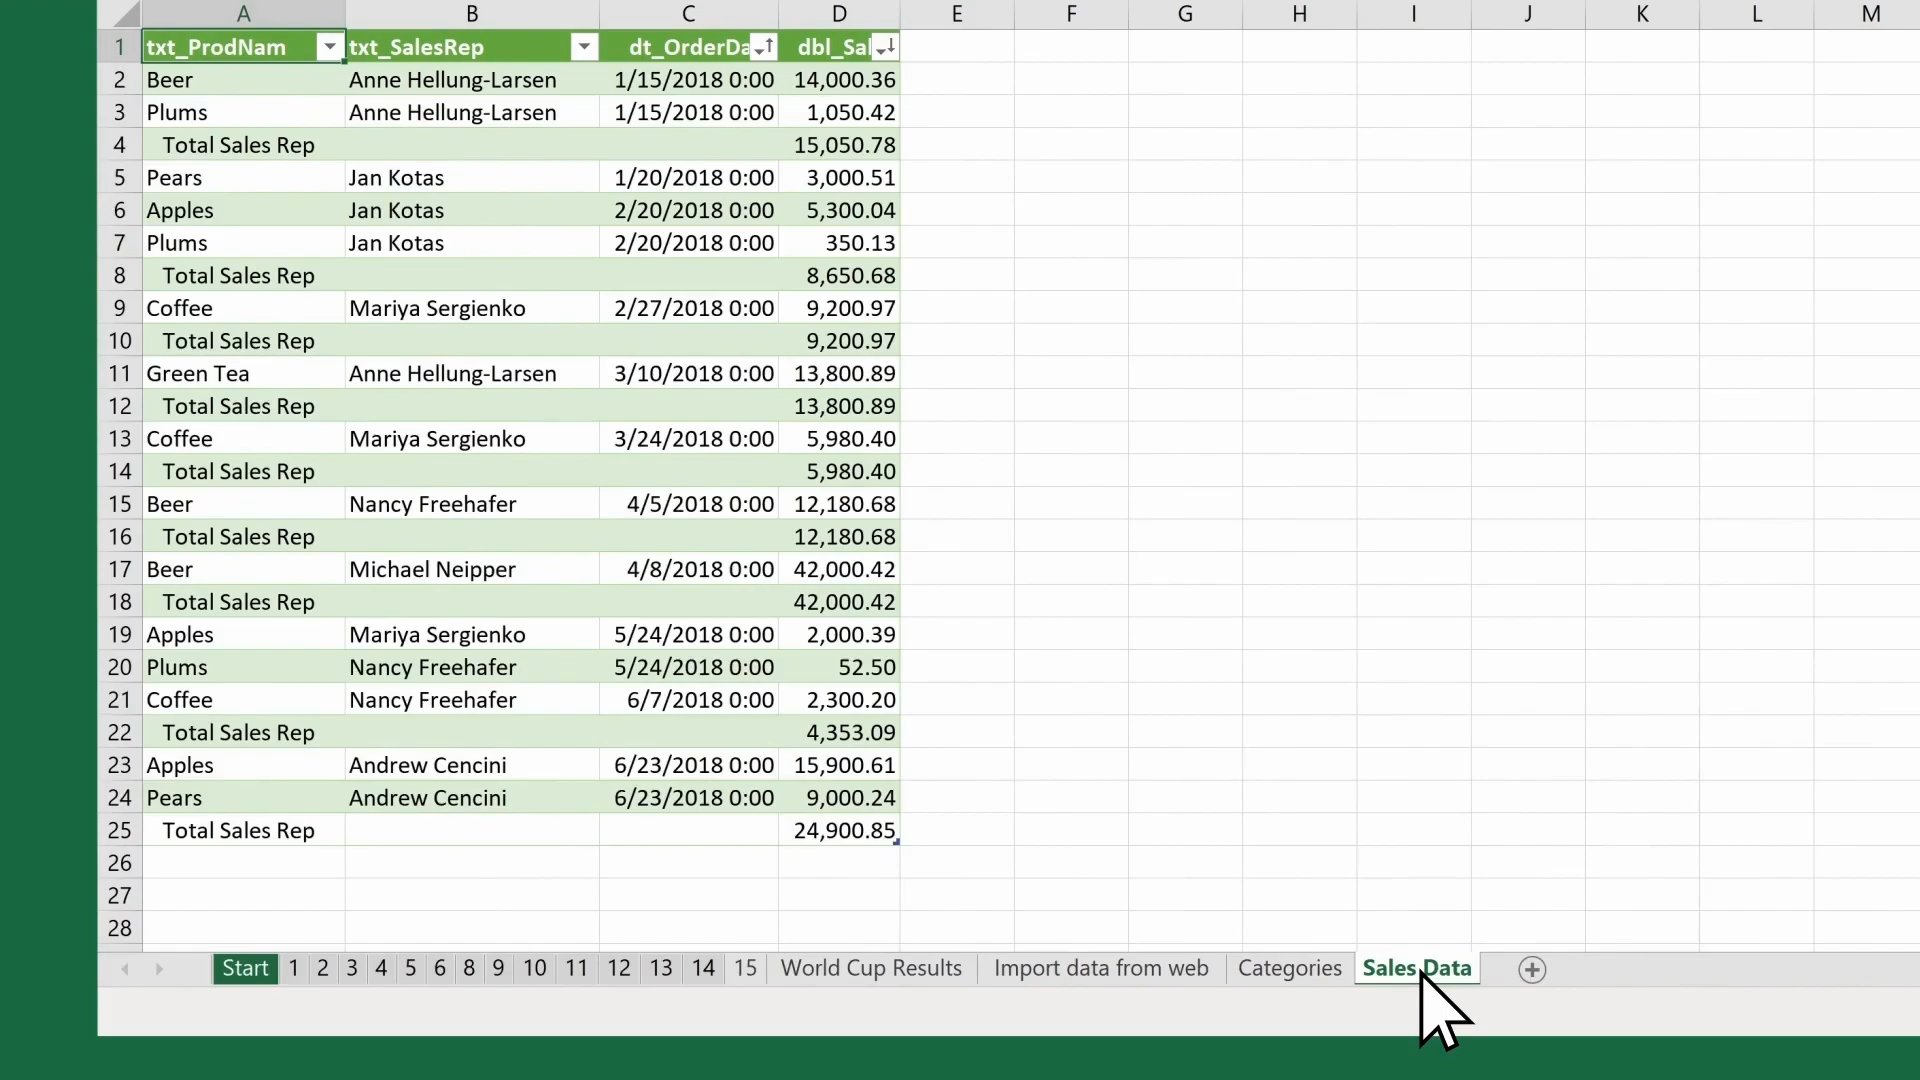 A B C D E F G H I J K L M
1 txt_ProdNam txt_SalesRep dt_OrderDa dbl_Sal
2 Beer Anne Hellung-Larsen 1/15/2018 0:00 14,000.36
3 Plums Anne Hellung-Larsen 1/15/2018 0:00 1,050.42
4 Total Sales Rep 15,050.78
5 Pears Jan Kotas 1/20/2018 0:00 3,000.51
6 Apples Jan Kotas 2/20/2018 0:00 5,300.04
7 Plums Jan Kotas 2/20/2018 0:00 350.13
8 Total Sales Rep 8,650.68
9 Coffee Mariya Sergienko 2/27/2018 0:00 9,200.97
10 Total Sales Rep 9,200.97
11 Green Tea Anne Hellung-Larsen 3/10/2018 0:00 13,800.89
12 Total Sales Rep 13,800.89
13 Coffee Mariya Sergienko 3/24/2018 0:00 5,980.40
14 Total Sales Rep 5,980.40
15 Beer Nancy Freehafer 4/5/2018 0:00 12,180.68
16 Total Sales Rep 12,180.68
17 Beer Michael Neipper 4/8/2018 0:00 42,000.42
18 Total Sales Rep 42,000.42
19 Apples Mariya Sergienko 5/24/2018 0:00 2,000.39
20 Plums Nancy Freehafer 5/24/2018 0:00 52.50
21 Coffee Nancy Freehafer 6/7/2018 0:00 2,300.20
22 Total Sales Rep 4,353.09
23 Apples Andrew Cencini 6/23/2018 0:00 15,900.61
24 Pears Andrew Cencini 6/23/2018 0:00 9,000.24
25 Total Sales Rep 24,900.85
26
27
28
Start 1 2 3 4 5 6 8 9 10 11 12 13 14 15 World Cup Results Import data from web Categories Sales Data